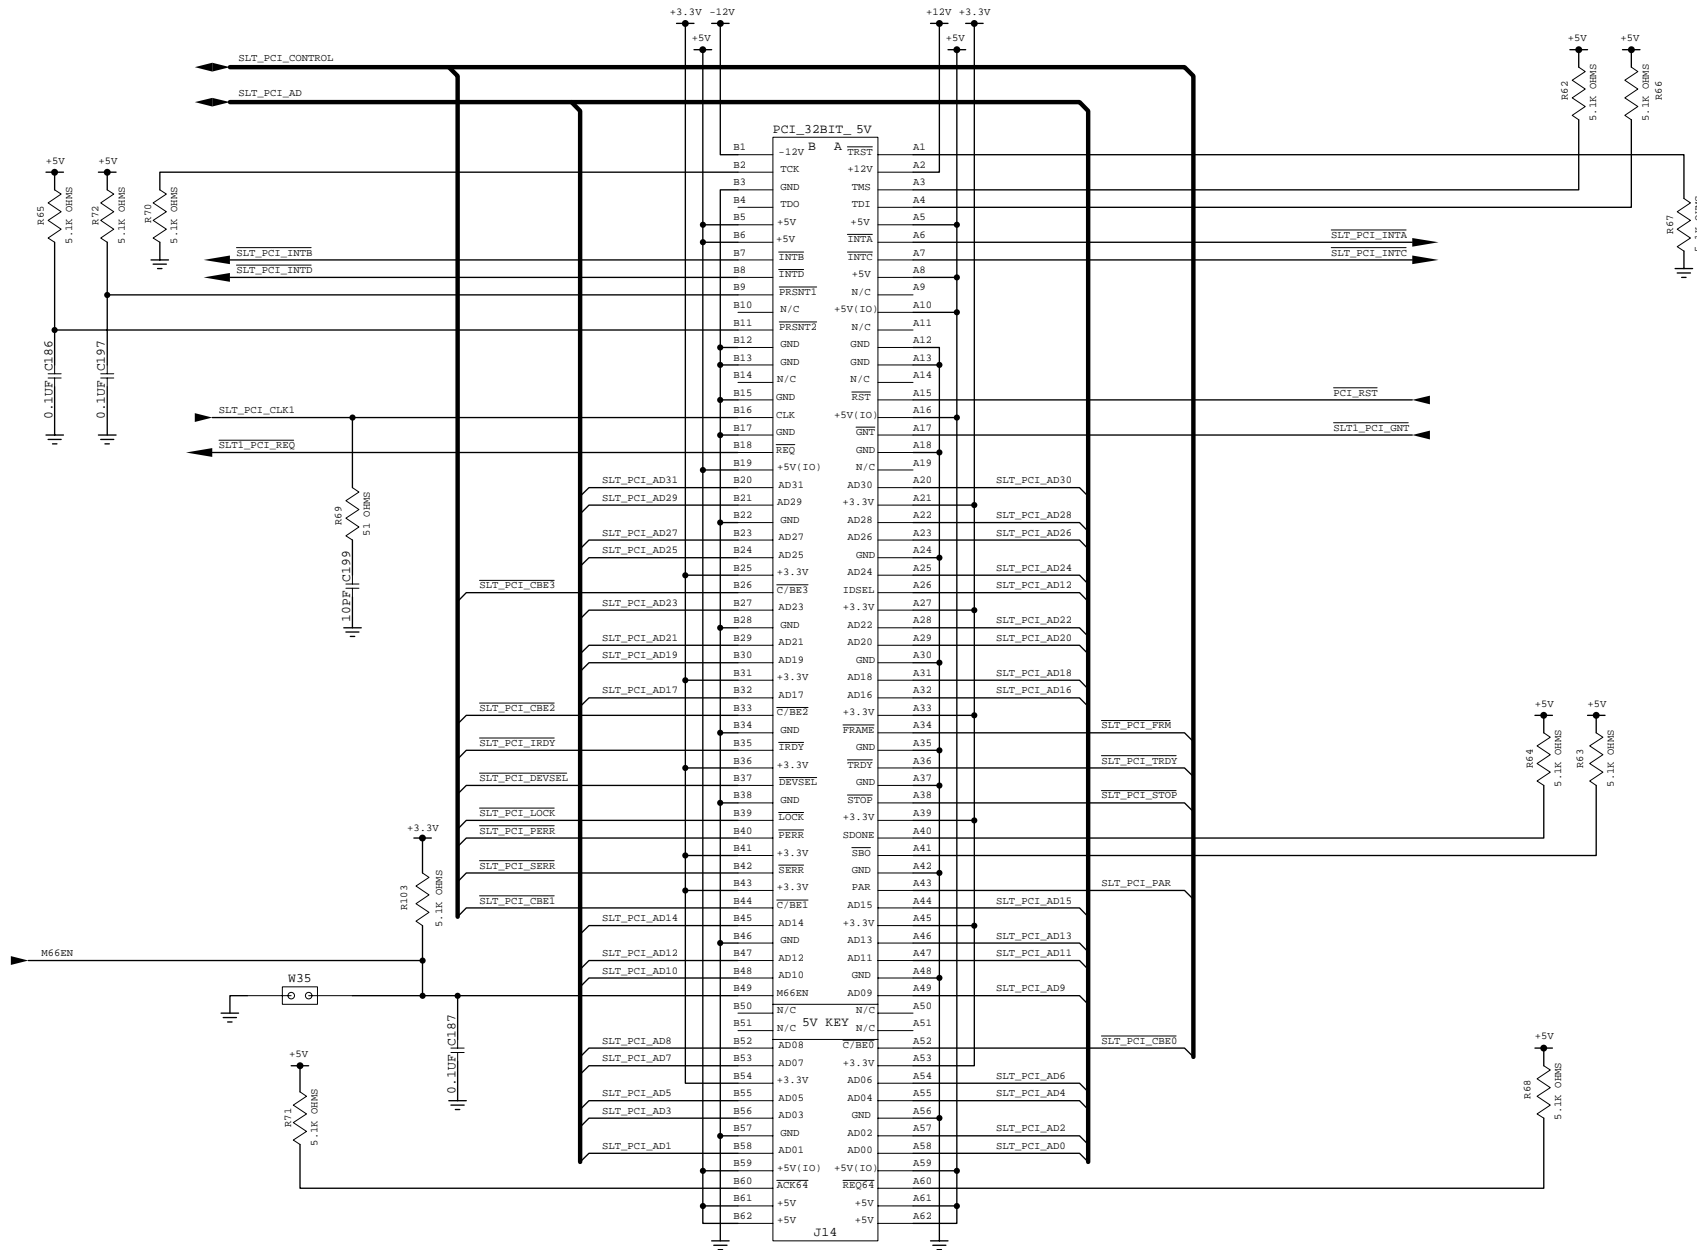 +3.3V -12V
+12V +3.3V
+5V
+5V
+5V
+5V
SLT_PCI_CONTROL
SLT_PCI_AD
R62
5.1K OHMS
R66
5.1K OHMS
PCI_32BIT_5V
B A
+5V
+5V
R65
5.1K OHMS
R72
5.1K OHMS
R70
5.1K OHMS
R67
B1 -12V TRST A1
B2 TCK +12V A2
B3 GND TMS A3
B4 TDO TDI A4
B5 +5V +5V A5
B6 +5V INTA A6 SLT_PCI_INTA
SLT_PCI_INTB B7 INTB INTC A7 SLT_PCI_INTC
SLT_PCI_INTD B8 INTD +5V A8
B9 PRSNT1 N/C A9
B10 N/C +5V(IO) A10
B11 PRSNT2 N/C A11
B12 GND GND A12
B13 GND GND A13
B14 N/C N/C A14
B15 GND RST A15 PCI_RST
SLT_PCI_CLK1 B16 CLK +5V(IO) A16
B17 GND GNT A17 SLT1_PCI_GNT
SLT1_PCI_REQ B18 REQ GND A18
B19 +5V(IO) N/C A19
SLT_PCI_AD31 B20 AD31 AD30 A20 SLT_PCI_AD30
SLT_PCI_AD29 B21 AD29 +3.3V A21
B22 GND AD28 A22 SLT_PCI_AD28
SLT_PCI_AD27 B23 AD27 AD26 A23 SLT_PCI_AD26
SLT_PCI_AD25 B24 AD25 GND A24
B25 +3.3V AD24 A25 SLT_PCI_AD24
SLT_PCI_CBE3 B26 C/BE3 IDSEL A26 SLT_PCI_AD12
SLT_PCI_AD23 B27 AD23 +3.3V A27
B28 GND AD22 A28 SLT_PCI_AD22
SLT_PCI_AD21 B29 AD21 AD20 A29 SLT_PCI_AD20
SLT_PCI_AD19 B30 AD19 GND A30
B31 +3.3V AD18 A31 SLT_PCI_AD18
SLT_PCI_AD17 B32 AD17 AD16 A32 SLT_PCI_AD16
SLT_PCI_CBE2 B33 C/BE2 +3.3V A33
B34 GND FRAME A34 SLT_PCI_FRM
SLT_PCI_IRDY B35 IRDY GND A35
B36 +3.3V TRDY A36 SLT_PCI_TRDY
SLT_PCI_DEVSEL B37 DEVSEL GND A37
B38 GND STOP A38 SLT_PCI_STOP
SLT_PCI_LOCK B39 LOCK +3.3V A39
SLT_PCI_PERR B40 PERR SDONE A40
B41 +3.3V SBO A41
SLT_PCI_SERR B42 SERR GND A42
B43 +3.3V PAR A43 SLT_PCI_PAR
SLT_PCI_CBE1 B44 C/BE1 AD15 A44 SLT_PCI_AD15
SLT_PCI_AD14 B45 AD14 +3.3V A45
B46 GND AD13 A46 SLT_PCI_AD13
SLT_PCI_AD12 B47 AD12 AD11 A47 SLT_PCI_AD11
SLT_PCI_AD10 B48 AD10 GND A48
B49 M66EN AD09 A49 SLT_PCI_AD9
B50 N/C N/C A50
5V KEY
B51 N/C N/C A51
SLT_PCI_AD8 B52 AD08 C/BE0 A52 SLT_PCI_CBE0
SLT_PCI_AD7 B53 AD07 +3.3V A53
B54 +3.3V AD06 A54 SLT_PCI_AD6
SLT_PCI_AD5 B55 AD05 AD04 A55 SLT_PCI_AD4
SLT_PCI_AD3 B56 AD03 GND A56
B57 GND AD02 A57 SLT_PCI_AD2
SLT_PCI_AD1 B58 AD01 AD00 A58 SLT_PCI_AD0
B59 +5V(IO) +5V(IO) A59
B60 ACK64 REQ64 A60
B61 +5V +5V A61
B62 +5V +5V A62
J14
0.1UF C186
0.1UF C197
R69
51 OHMS
10PF C199
+3.3V
R103
5.1K OHMS
M66EN
W35
0.1UF C187
+5V
R71
5.1K OHMS
+5V
+5V
R64
5.1K OHMS
R63
5.1K OHMS
+5V
R68
5.1K OHMS